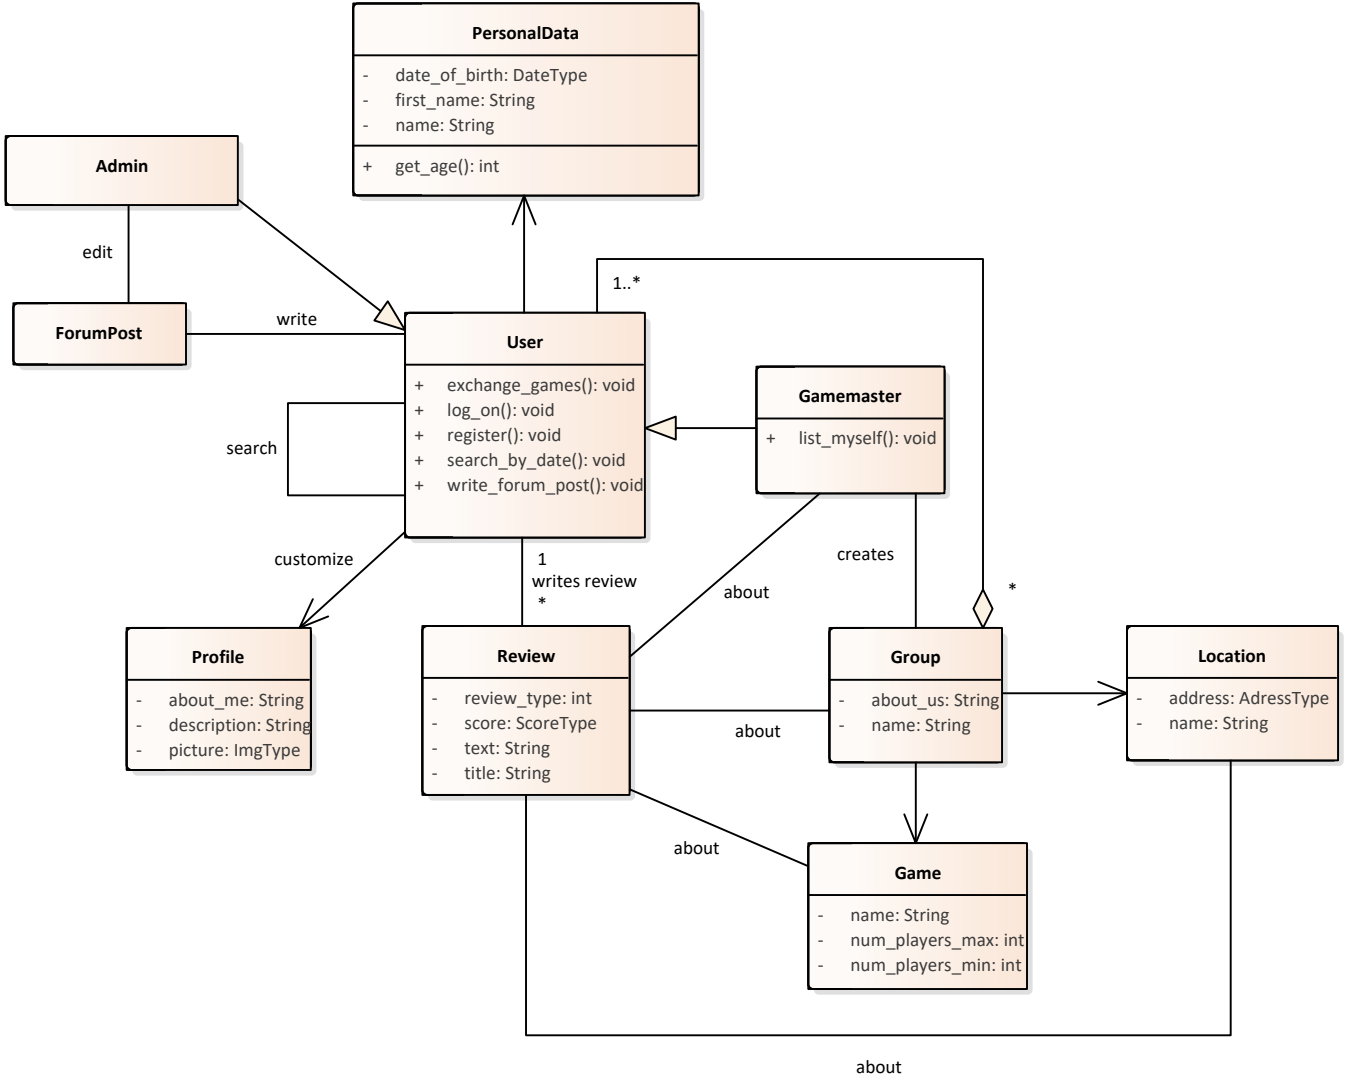 PersonalData
- date_of_birth: DateType
- first_name: String
- name: String
+ get_age(): int
Admin
edit
ForumPost
write
1..*
User
+ exchange_games(): void
+ log_on(): void
+ register(): void
+ search_by_date(): void
+ write_forum_post(): void
search
Gamemaster
+ list_myself(): void
customize
1
writes review
*
about
creates
*
Profile
- about_me: String
- description: String
- picture: ImgType
Review
- review_type: int
- score: ScoreType
- text: String
- title: String
about
Group
- about_us: String
- name: String
Location
- address: AdressType
- name: String
about
Game
- name: String
- num_players_max: int
- num_players_min: int
about